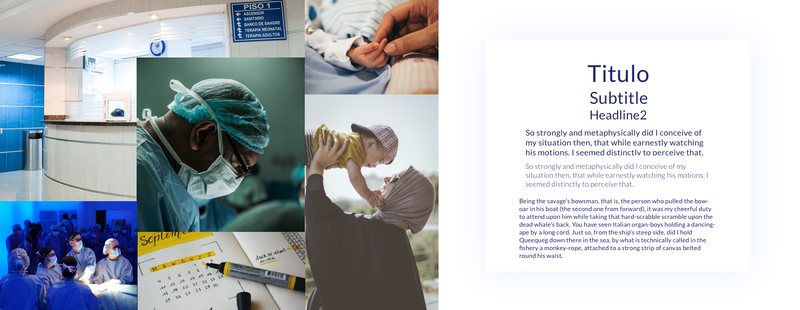 PISO 1
ASCENSOR
SANITARIO
BANCO DE SANGRE
TERAPIA NEONATAL
TERAPIA ADULTOS
September
Titulo
Subtitle
Headline2
So strongly and metaphysically did I conceive of
my situation then, that while earnestly watching
his motions. I seemed distinctly to perceive that.
So strongly and metaphysically did I conceive of my
situation then, that while earnestly watching his motions. I
seemed distinctly to perceive that.
Being the savage's bowsman, that is, the person who pulled the bow-
oar in his boat (the second one from forward), it was my cheerful duty
to attend upon him while taking that hard-scrabble scramble upon the
dead whale's back. You have seen Italian organ-boys holding a dancing-
ape by a long cord. Just so, from the ship's steep side, did I hold
Queequeg down there in the sea, by what is technically called in the
fishery a monkey-rope, attached to a strong strip of canvas belted
round his waist.